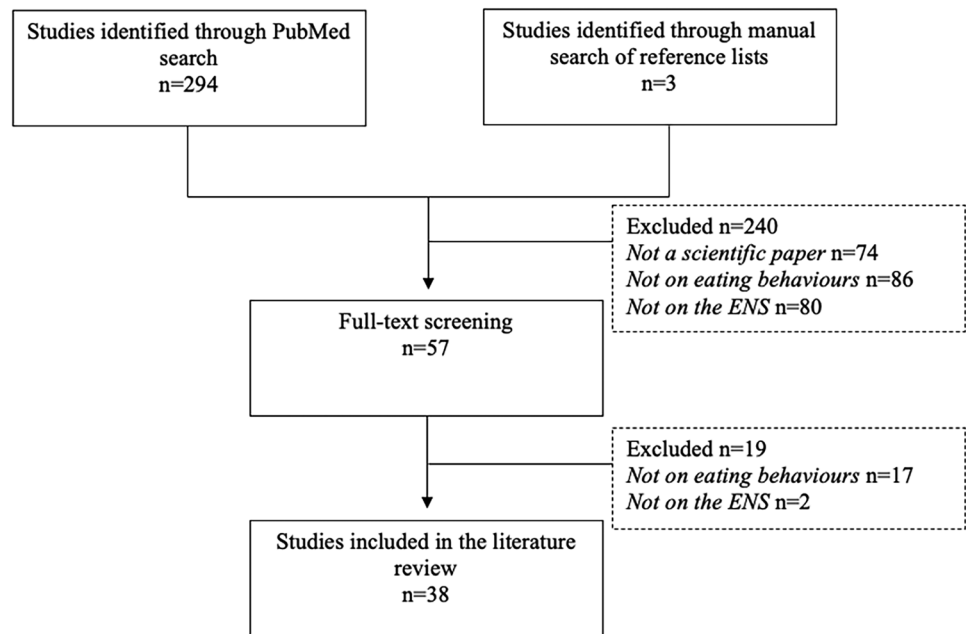 Studies identified through PubMed
search
n=294
Studies identified through manual
search of reference lists
n=3
Excluded n=240
Not a scientific paper n=74
Not on eating behaviours n=86
Not on the ENS n=80
Full-text screening
n=57
Excluded n=19
Not on eating behaviours n=17
Not on the ENS n=2
Studies included in the literature
review
n=38